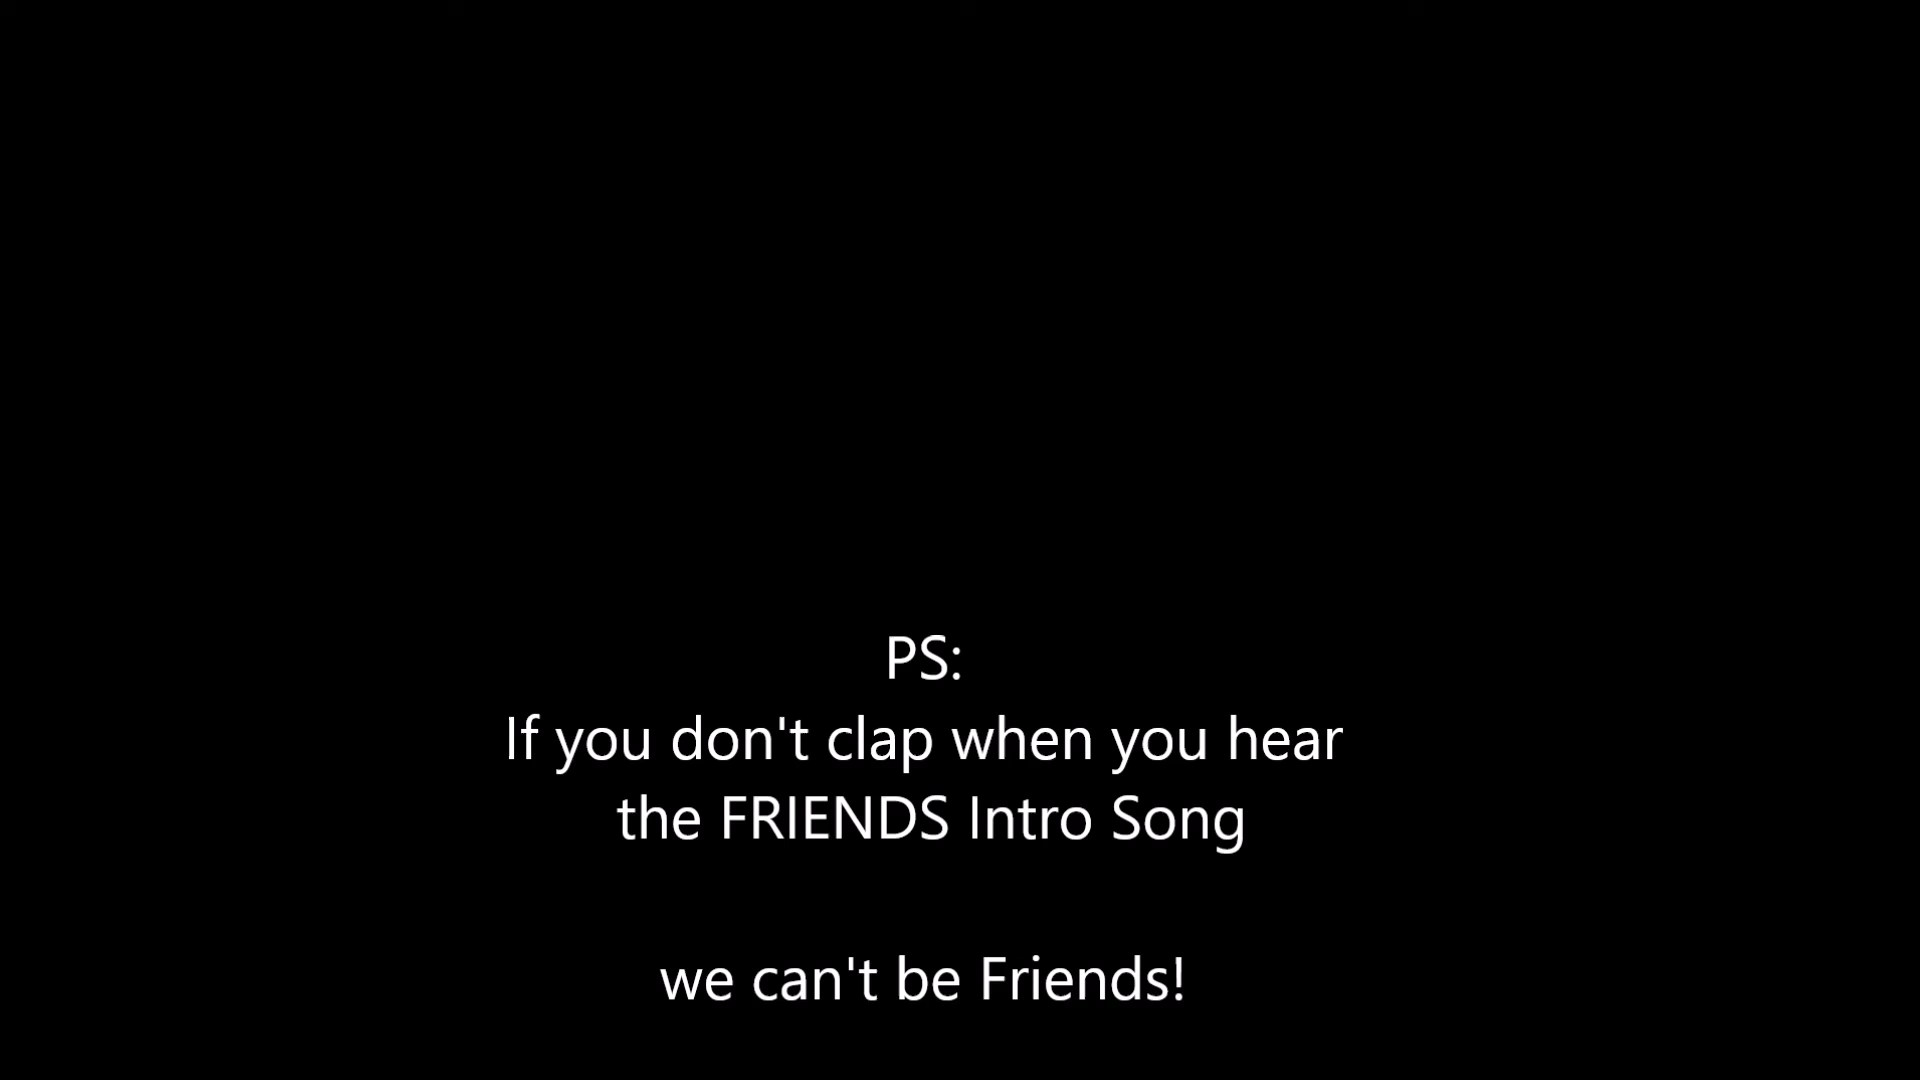 PS:
If you don't clap when you hear
the FRIENDS Intro Song
we can't be Friends!